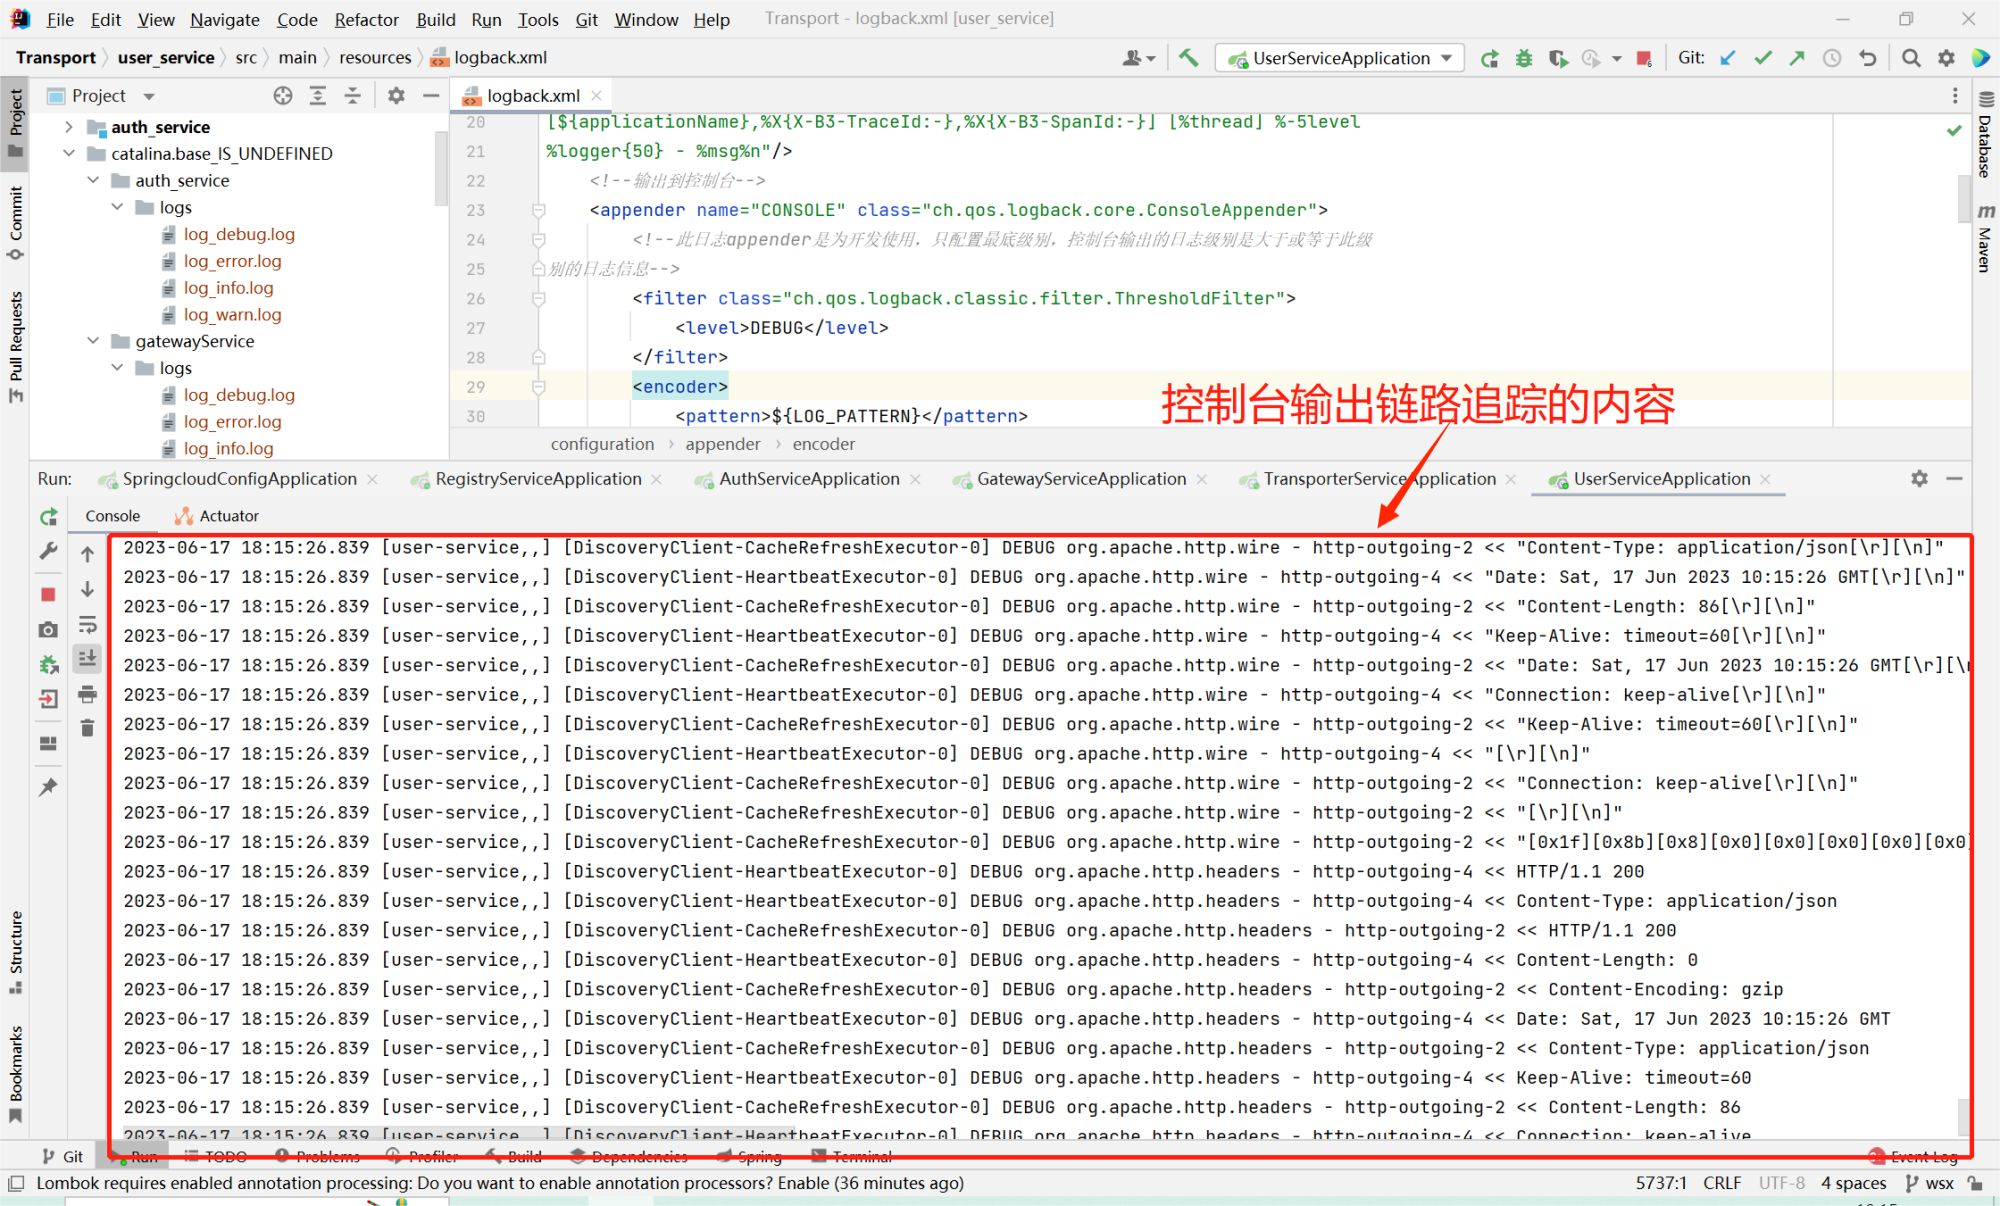 File Edit View Navigate Code Refactor Build Run Tools Git Window Help Transport - logback.xml [user_service]
Transport user_service src main resources logback.xml UserServiceApplication Git:
Project logback.xml
auth_service
catalina.base_IS_UNDEFINED
auth_service
logs
log_debug.log
log_error.log
log_info.log
log_warn.log
gatewayService
logs
log_debug.log
log_error.log
log_info.log
20 [${applicationName},%X{X-B3-TraceId:-},%X{X-B3-SpanId:-}] [%thread] %-5level
21 %logger{50} - %msg%n"/>
22 <!--输出到控制台-->
23 <appender name="CONSOLE" class="ch.qos.logback.core.ConsoleAppender">
24 <!--此日志appender是为开发使用，只配置最底级别，控制台输出的日志级别是大于或等于此级
25 别的日志信息-->
26 <filter class="ch.qos.logback.classic.filter.ThresholdFilter">
27 <level>DEBUG</level>
28 </filter>
29 <encoder>
30 <pattern>${LOG_PATTERN}</pattern>
控制台输出链路追踪的内容
configuration appender encoder
Project
Commit
Pull Requests
Structure
Bookmarks
Database
Maven
Run: SpringcloudConfigApplication RegistryServiceApplication AuthServiceApplication GatewayServiceApplication TransporterServiceApplication UserServiceApplication
Console Actuator
2023-06-17 18:15:26.839 [user-service,,] [DiscoveryClient-CacheRefreshExecutor-0] DEBUG org.apache.http.wire - http-outgoing-2 << "Content-Type: application/json[\r][\n]"
2023-06-17 18:15:26.839 [user-service,,] [DiscoveryClient-HeartbeatExecutor-0] DEBUG org.apache.http.wire - http-outgoing-4 << "Date: Sat, 17 Jun 2023 10:15:26 GMT[\r][\n]"
2023-06-17 18:15:26.839 [user-service,,] [DiscoveryClient-CacheRefreshExecutor-0] DEBUG org.apache.http.wire - http-outgoing-2 << "Content-Length: 86[\r][\n]"
2023-06-17 18:15:26.839 [user-service,,] [DiscoveryClient-HeartbeatExecutor-0] DEBUG org.apache.http.wire - http-outgoing-4 << "Keep-Alive: timeout=60[\r][\n]"
2023-06-17 18:15:26.839 [user-service,,] [DiscoveryClient-CacheRefreshExecutor-0] DEBUG org.apache.http.wire - http-outgoing-2 << "Date: Sat, 17 Jun 2023 10:15:26 GMT[\r][\n
2023-06-17 18:15:26.839 [user-service,,] [DiscoveryClient-HeartbeatExecutor-0] DEBUG org.apache.http.wire - http-outgoing-4 << "Connection: keep-alive[\r][\n]"
2023-06-17 18:15:26.839 [user-service,,] [DiscoveryClient-CacheRefreshExecutor-0] DEBUG org.apache.http.wire - http-outgoing-2 << "Keep-Alive: timeout=60[\r][\n]"
2023-06-17 18:15:26.839 [user-service,,] [DiscoveryClient-HeartbeatExecutor-0] DEBUG org.apache.http.wire - http-outgoing-4 << "[\r][\n]"
2023-06-17 18:15:26.839 [user-service,,] [DiscoveryClient-CacheRefreshExecutor-0] DEBUG org.apache.http.wire - http-outgoing-2 << "Connection: keep-alive[\r][\n]"
2023-06-17 18:15:26.839 [user-service,,] [DiscoveryClient-CacheRefreshExecutor-0] DEBUG org.apache.http.wire - http-outgoing-2 << "[\r][\n]"
2023-06-17 18:15:26.839 [user-service,,] [DiscoveryClient-CacheRefreshExecutor-0] DEBUG org.apache.http.wire - http-outgoing-2 << "[0x1f][0x8b][0x8][0x0][0x0][0x0][0x0][0x0]
2023-06-17 18:15:26.839 [user-service,,] [DiscoveryClient-HeartbeatExecutor-0] DEBUG org.apache.http.headers - http-outgoing-4 << HTTP/1.1 200
2023-06-17 18:15:26.839 [user-service,,] [DiscoveryClient-HeartbeatExecutor-0] DEBUG org.apache.http.headers - http-outgoing-4 << Content-Type: application/json
2023-06-17 18:15:26.839 [user-service,,] [DiscoveryClient-CacheRefreshExecutor-0] DEBUG org.apache.http.headers - http-outgoing-2 << HTTP/1.1 200
2023-06-17 18:15:26.839 [user-service,,] [DiscoveryClient-HeartbeatExecutor-0] DEBUG org.apache.http.headers - http-outgoing-4 << Content-Length: 0
2023-06-17 18:15:26.839 [user-service,,] [DiscoveryClient-CacheRefreshExecutor-0] DEBUG org.apache.http.headers - http-outgoing-2 << Content-Encoding: gzip
2023-06-17 18:15:26.839 [user-service,,] [DiscoveryClient-HeartbeatExecutor-0] DEBUG org.apache.http.headers - http-outgoing-4 << Date: Sat, 17 Jun 2023 10:15:26 GMT
2023-06-17 18:15:26.839 [user-service,,] [DiscoveryClient-CacheRefreshExecutor-0] DEBUG org.apache.http.headers - http-outgoing-2 << Content-Type: application/json
2023-06-17 18:15:26.839 [user-service,,] [DiscoveryClient-HeartbeatExecutor-0] DEBUG org.apache.http.headers - http-outgoing-4 << Keep-Alive: timeout=60
2023-06-17 18:15:26.839 [user-service,,] [DiscoveryClient-CacheRefreshExecutor-0] DEBUG org.apache.http.headers - http-outgoing-2 << Content-Length: 86
2023-06-17 18:15:26.839 [user-service,,] [DiscoveryClient-HeartbeatExecutor-0] DEBUG org.apache.http.headers - http-outgoing-4 << Connection: keep-alive
Git Run TODO Problems Profiler Build Dependencies Spring Terminal Event Log
Lombok requires enabled annotation processing: Do you want to enable annotation processors? Enable (36 minutes ago) 5737:1 CRLF UTF-8 4 spaces wsx